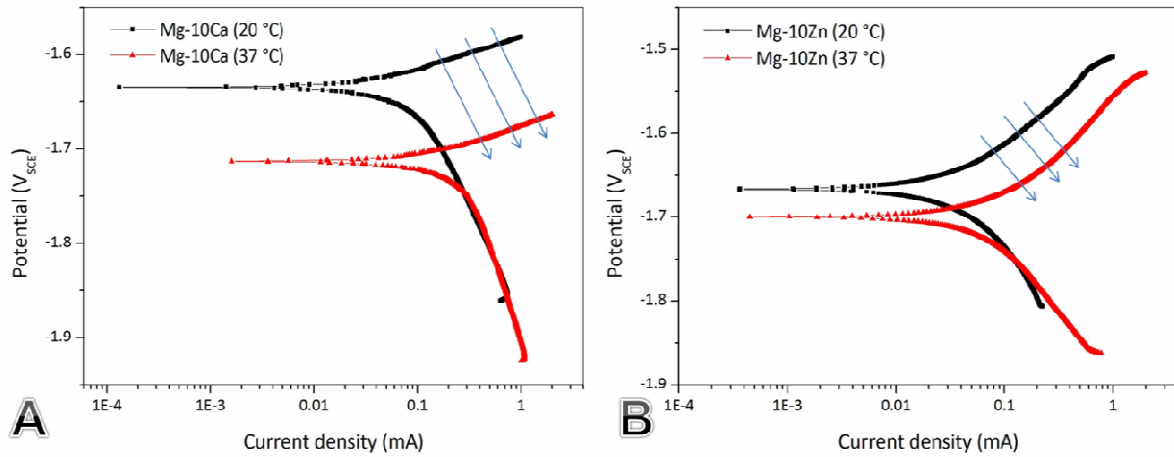 Mg-10Ca (20 °C)
Mg-10Ca (37 °C)
-1.6
-1.7
-1.8
-1.9
Potential (V_SCE)
1E-4 1E-3 0.01 0.1 1
Current density (mA)
A
Mg-10Zn (20 °C)
Mg-10Zn (37 °C)
-1.5
-1.6
-1.7
-1.8
-1.9
Potential (V_SCE)
1E-4 1E-3 0.01 0.1 1
Current density (mA)
B